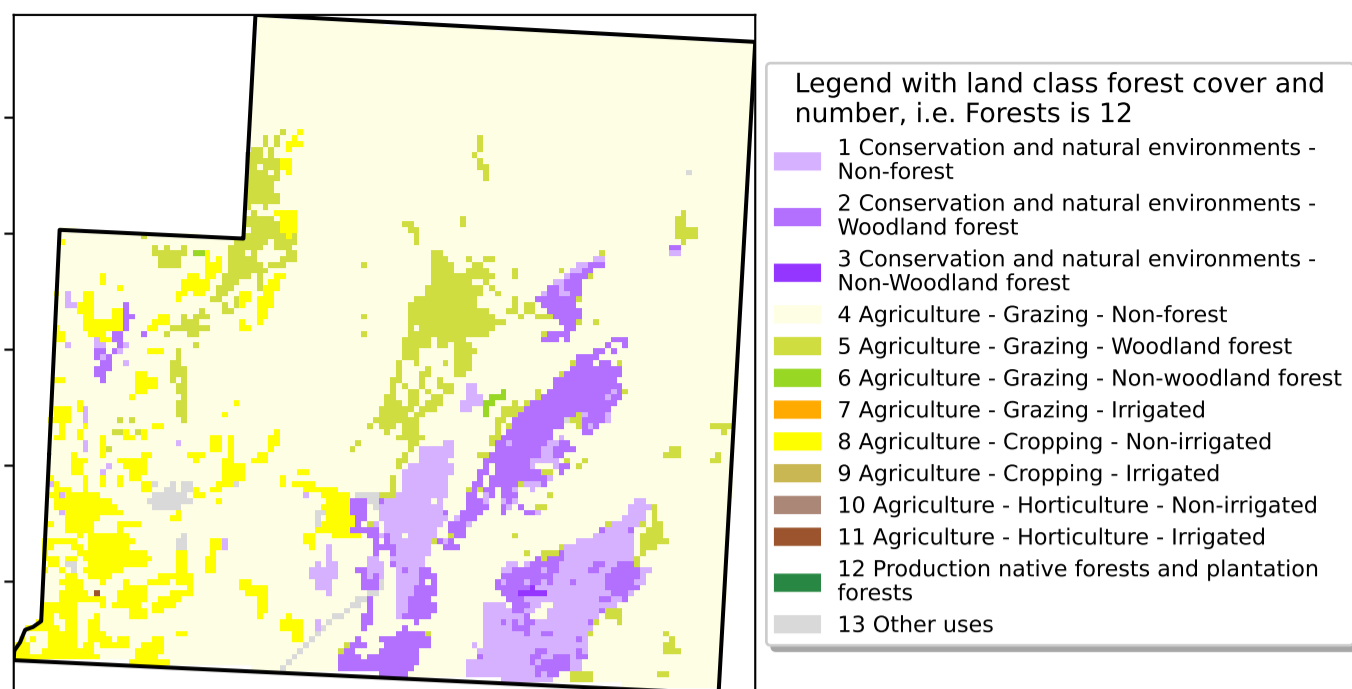 Legend with land class forest cover and
number, i.e. Forests is 12
1 Conservation and natural environments -
Non-forest
2 Conservation and natural environments -
Woodland forest
3 Conservation and natural environments -
Non-Woodland forest
4 Agriculture - Grazing - Non-forest
5 Agriculture - Grazing - Woodland forest
6 Agriculture - Grazing - Non-woodland forest
7 Agriculture - Grazing - Irrigated
8 Agriculture - Cropping - Non-irrigated
9 Agriculture - Cropping - Irrigated
10 Agriculture - Horticulture - Non-irrigated
11 Agriculture - Horticulture - Irrigated
12 Production native forests and plantation
forests
13 Other uses